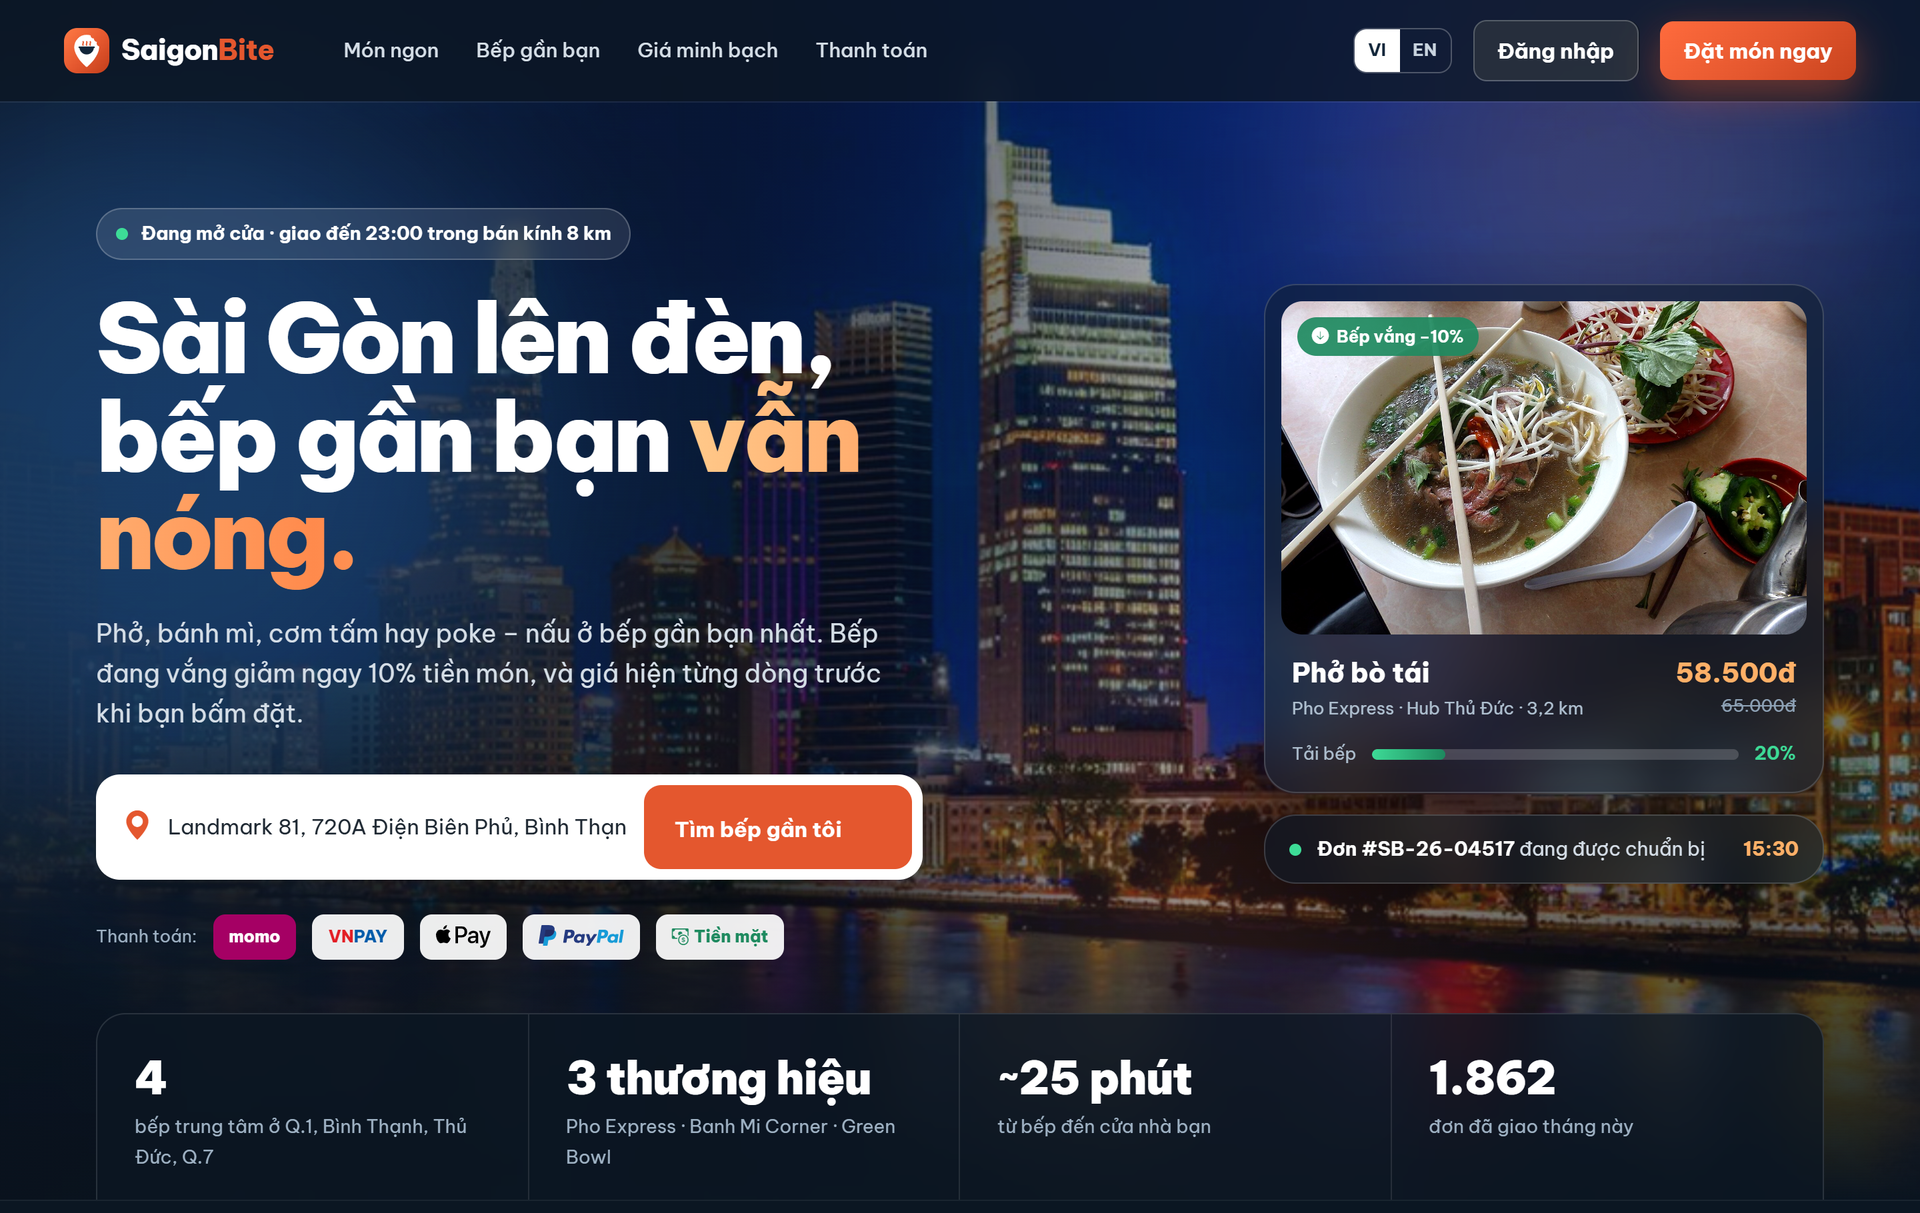 SaigonBite
Món ngon
Bếp gần bạn
Giá minh bạch
Thanh toán
VI
EN
Đăng nhập
Đặt món ngay
Đang mở cửa · giao đến 23:00 trong bán kính 8 km
Sài Gòn lên đèn,
bếp gần bạn vẫn
nóng.
Phở, bánh mì, cơm tấm hay poke – nấu ở bếp gần bạn nhất. Bếp
đang vắng giảm ngay 10% tiền món, và giá hiện từng dòng trước
khi bạn bấm đặt.
Landmark 81, 720A Điện Biên Phủ, Bình Thạn
Tìm bếp gần tôi
Thanh toán:
momo
VNPAY
Pay
PayPal
Tiền mặt
Hilton
Bếp vắng -10%
Phở bò tái
58.500đ
Pho Express · Hub Thủ Đức · 3,2 km
65.000đ
Tải bếp
20%
Đơn #SB-26-04517 đang được chuẩn bị
15:30
4
bếp trung tâm ở Q.1, Bình Thạnh, Thủ
Đức, Q.7
3 thương hiệu
Pho Express · Banh Mi Corner · Green
Bowl
~25 phút
từ bếp đến cửa nhà bạn
1.862
đơn đã giao tháng này